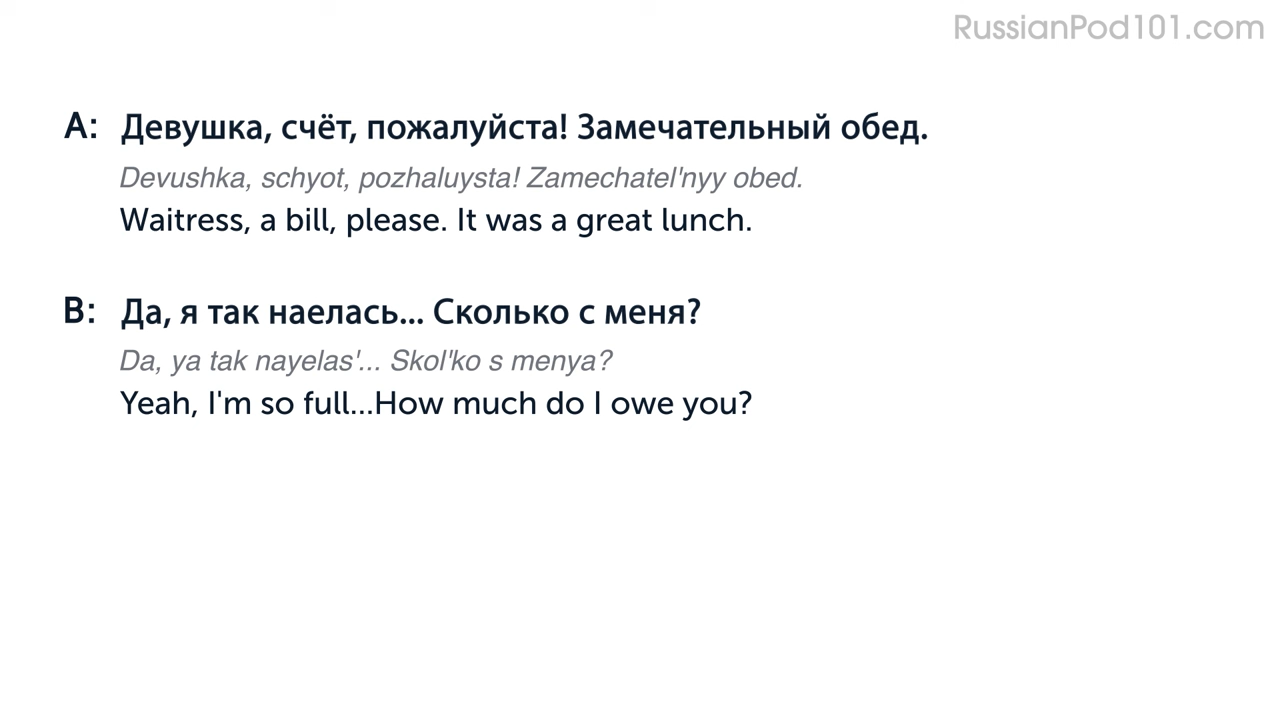 RussianPod101.com
A: Девушка, счёт, пожалуйста! Замечательный обед.
Devushka, schyot, pozhaluysta! Zamechatel'nyy obed.
Waitress, a bill, please. It was a great lunch.
B: Да, я так наелась... Сколько с меня?
Da, ya tak nayelas'... Skol'ko s menya?
Yeah, I'm so full...How much do I owe you?